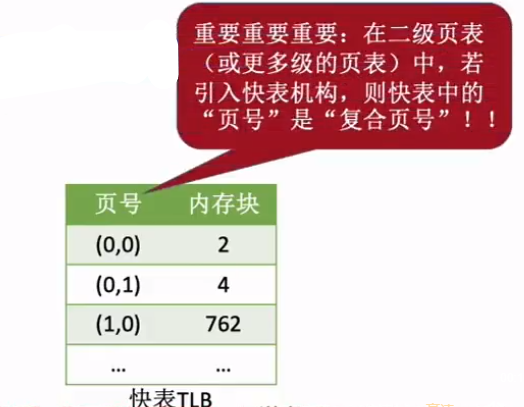 重要重要重要：在二级页表
（或更多级的页表）中，若
引入快表机构，则快表中的
“页号”是“复合页号”！！
页号 内存块
(0,0) 2
(0,1) 4
(1,0) 762
... ...
快表TLB